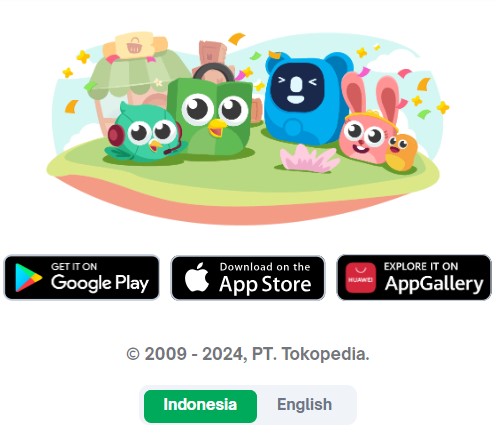 GET IT ON
Google Play
Download on the
App Store
HUAWEI
EXPLORE IT ON
AppGallery
© 2009 - 2024, PT. Tokopedia.
Indonesia
English